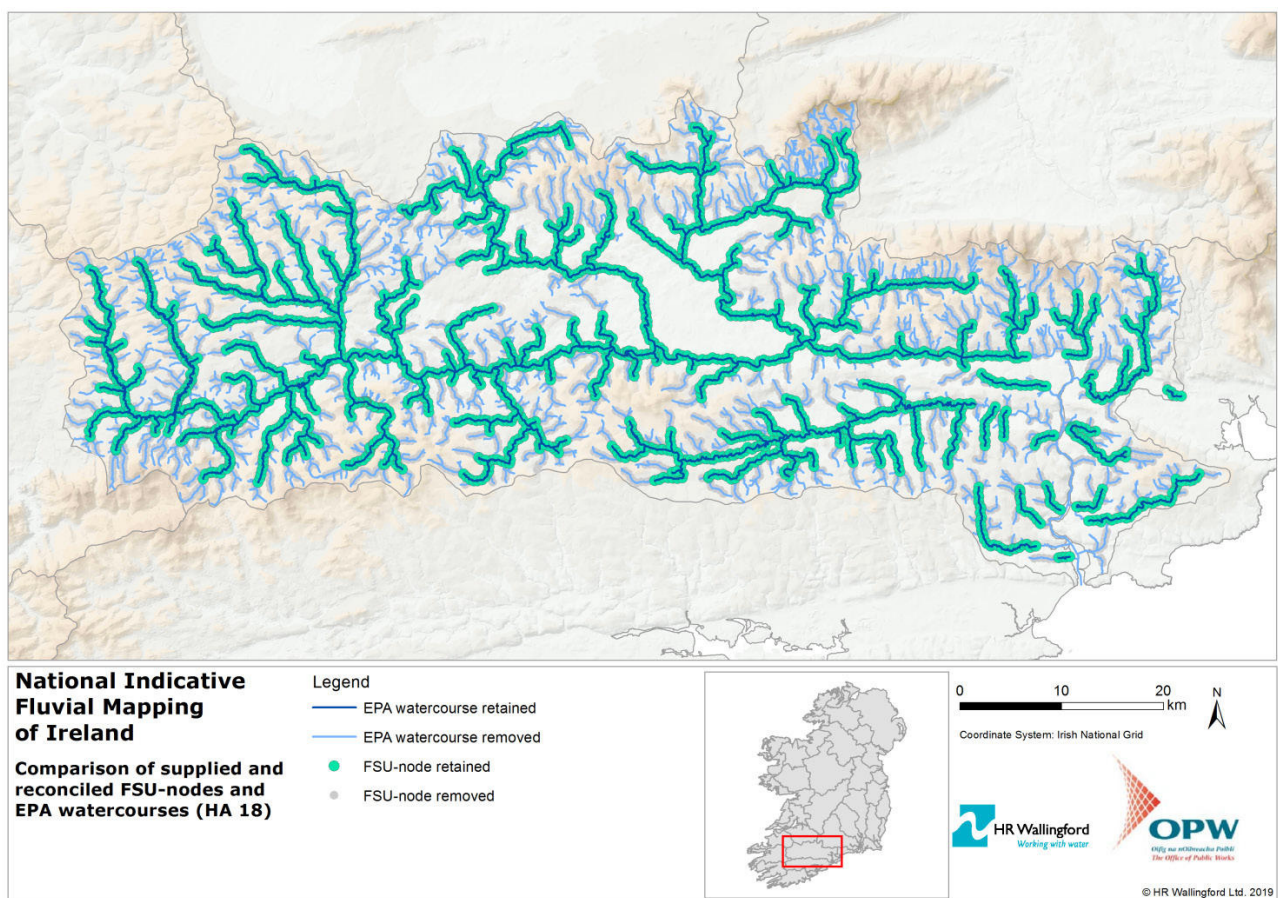 National Indicative
Fluvial Mapping
of Ireland
Comparison of supplied and
reconciled FSU-nodes and
EPA watercourses (HA 18)
Legend
EPA watercourse retained
EPA watercourse removed
FSU-node retained
FSU-node removed
0 10 20
km
N
Coordinate System: Irish National Grid
HR Wallingford
Working with water
OPW
Oifig na nOibreacha Poiblí
The Office of Public Works
© HR Wallingford Ltd. 2019